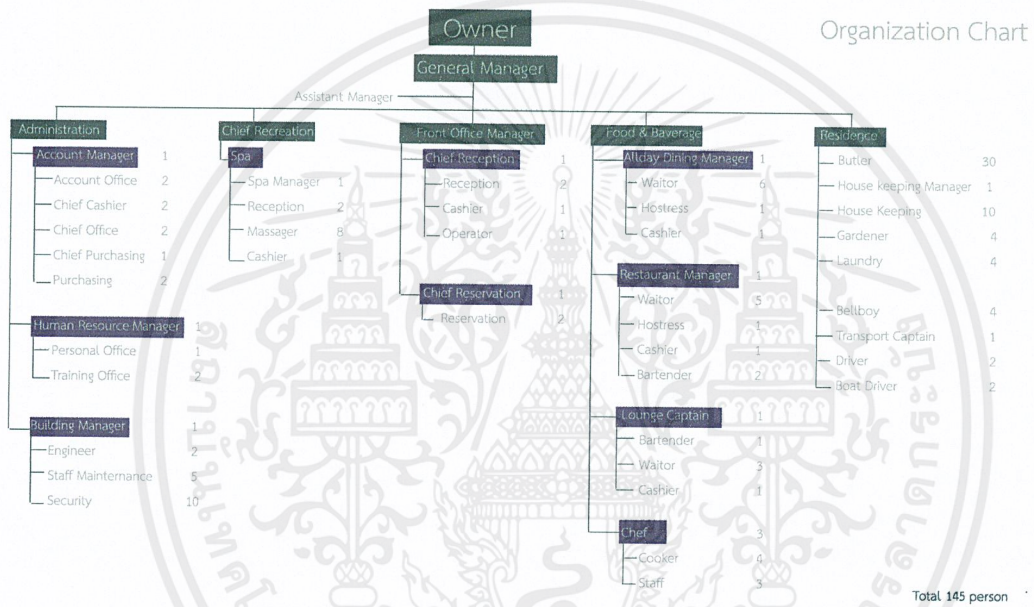 Organization Chart
Owner
General Manager
Assistant Manager
Administration
Account Manager 1
Account Office 2
Chief Cashier 2
Chief Office 2
Chief Purchasing 1
Purchasing 2
Human Resource Manager 1
Personal Office 1
Training Office 2
Building Manager 1
Engineer 2
Staff Mainternance 5
Security 10
Chief Recreation
Spa
Spa Manager 1
Reception 2
Massager 8
Cashier 1
Front Office Manager
Chief Reception 1
Reception 2
Cashier 1
Operator 1
Chief Reservation 1
Reservation 2
Food & Baverage
Allday Dining Manager 1
Waitor 6
Hostress 1
Cashier 1
Restaurant Manager 1
Waitor 5
Hostress 1
Cashier 1
Bartender 2
Lounge Captain 1
Bartender 1
Waitor 3
Cashier 1
Chef 3
Cooker 4
Staff 3
Residence
Butler 30
House keeping Manager 1
House Keeping 10
Gardener 4
Laundry 4
Bellboy 4
Transport Captain 1
Driver 2
Boat Driver 2
Total 145 person